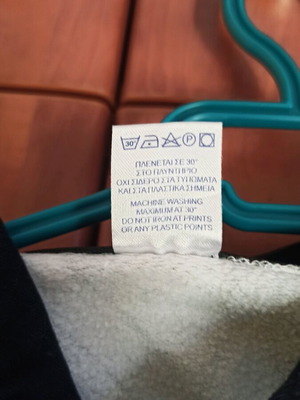 30°
P
ΠΛΕΝΕΤΑΙ ΣΕ 30°
ΣΤΟ ΠΛΥΝΤΗΡΙΟ
ΟΧΙ ΣΙΔΕΡΟ ΣΤΑ ΤΥΠΩΜΑΤΑ
ΚΑΙ ΣΤΑ ΠΛΑΣΤΙΚΑ ΣΗΜΕΙΑ
MACHINE WASHING
MAXIMUM AT 30°
DO NOT IRON AT PRINTS
OR ANY PLASTIC POINTS